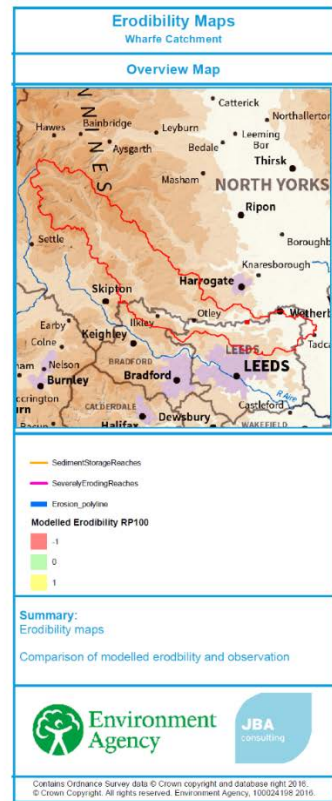 Erodibility Maps
Wharfe Catchment
Overview Map
Catterick
Northallerton
Bainbridge
Hawes
Leyburn
Leeming
Bar
Aysgarth
Bedale
Thirsk
NNINES
Masham
NORTH YORKS
Ripon
Settle
Boroughb
Knaresborough
Harrogate
Skipton
Wetherb
Earby
Ilkley
Otley
Tadca
Colne
Keighley
LEEDS
Nelson
BRADFORD
LEEDS
ham
Burnley
Bradford
R Aire
ccrington
CALDERDALE
Castleford
urn
Dewsbury
Bacup
Halifax
WAKEFIELD
SedimentStorageReaches
SeverelyErodingReaches
Erosion_polyline
Modelled Erodibility RP100
-1
0
1
Summary:
Erodibility maps
Comparison of modelled erodbility and observation
Environment
Agency
JBA
consulting
Contains Ordnance Survey data © Crown copyright and database right 2016.
© Crown Copyright. All rights reserved. Environment Agency, 100024198 2016.